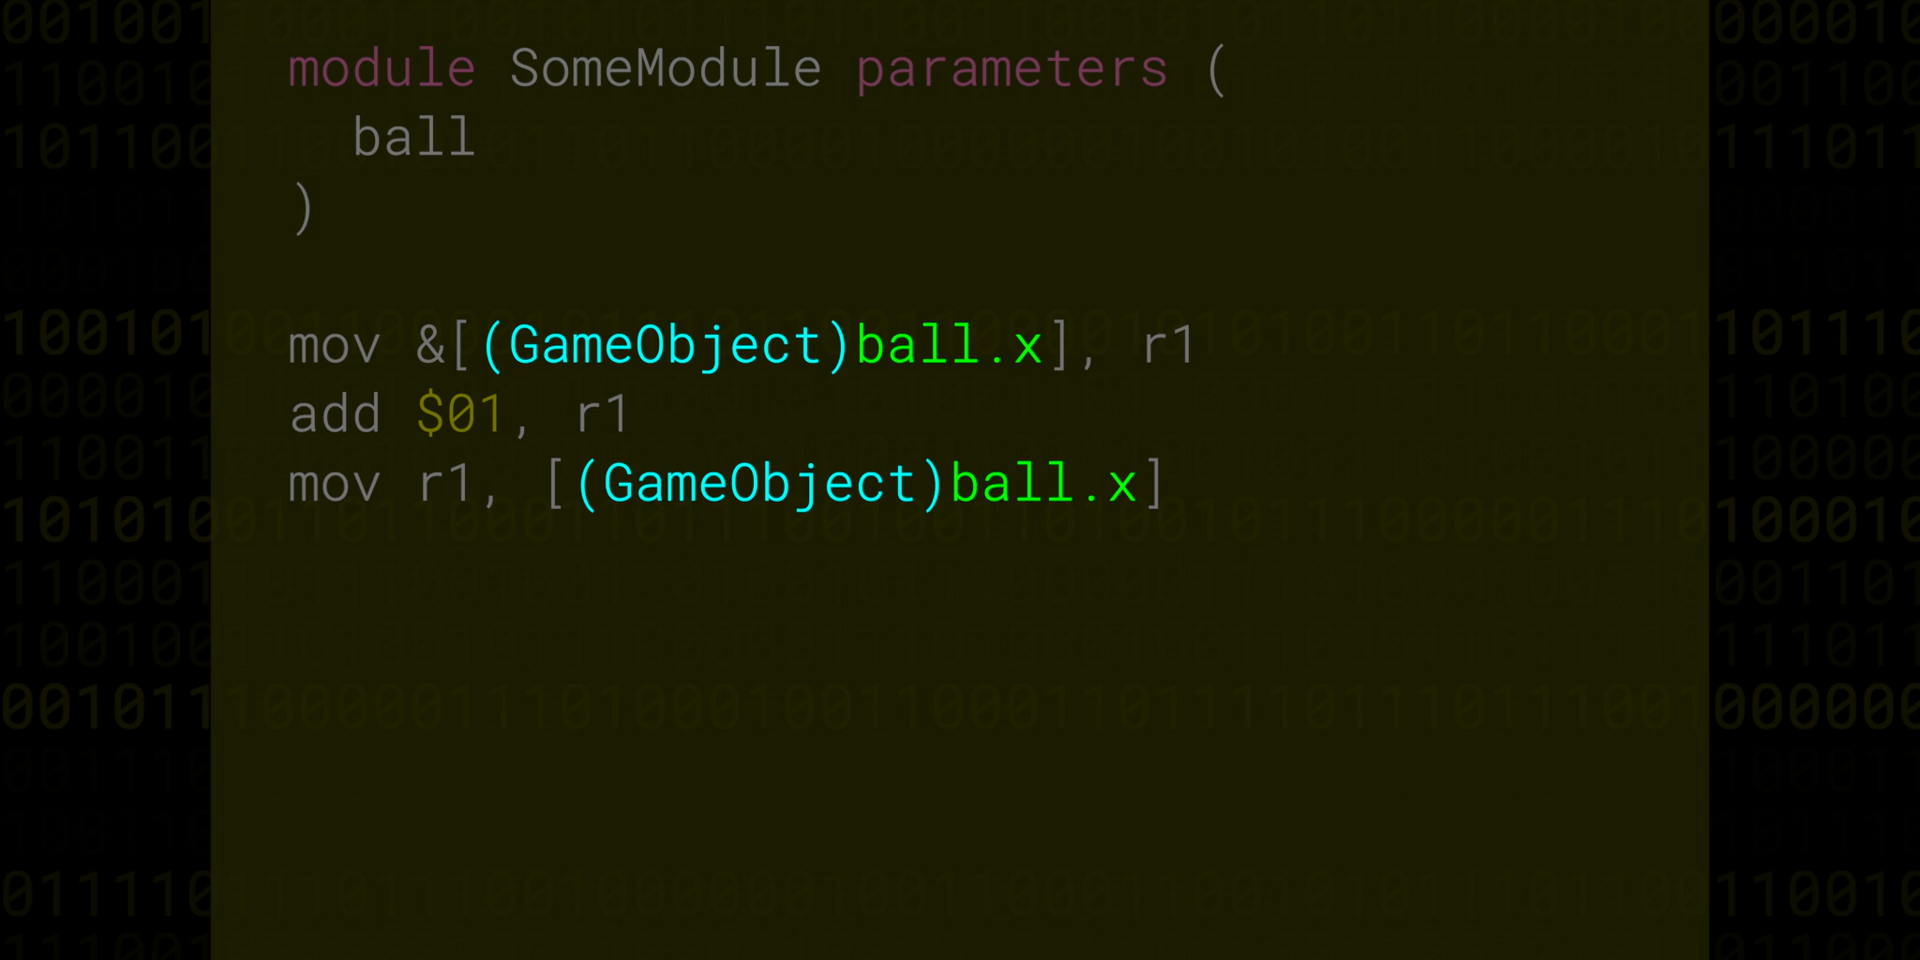 module SomeModule parameters (
  ball
)
mov &[(GameObject)ball.x], r1
add $01, r1
mov r1, [(GameObject)ball.x]